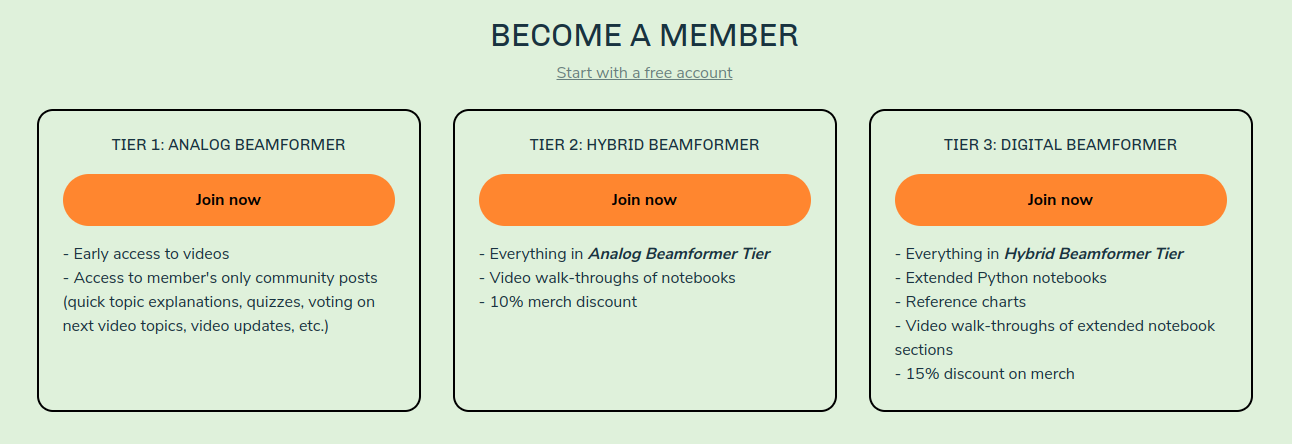 BECOME A MEMBER
Start with a free account
TIER 1: ANALOG BEAMFORMER
Join now
- Early access to videos
- Access to member's only community posts
(quick topic explanations, quizzes, voting on
next video topics, video updates, etc.)
TIER 2: HYBRID BEAMFORMER
Join now
- Everything in Analog Beamformer Tier
- Video walk-throughs of notebooks
- 10% merch discount
TIER 3: DIGITAL BEAMFORMER
Join now
- Everything in Hybrid Beamformer Tier
- Extended Python notebooks
- Reference charts
- Video walk-throughs of extended notebook
sections
- 15% discount on merch